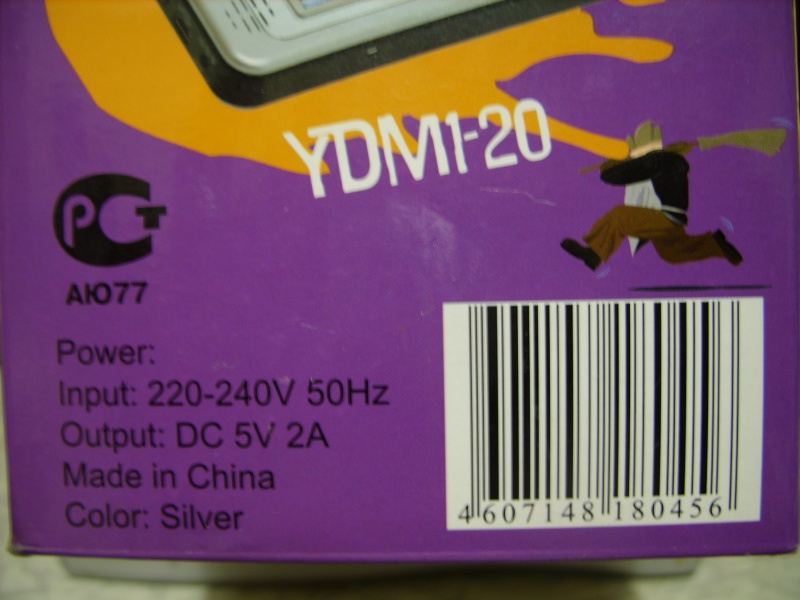 YDM1-20
РСТ
АЮ77
Power:
Input: 220-240V 50Hz
Output: DC 5V 2A
Made in China
Color: Silver
4 607148 180456